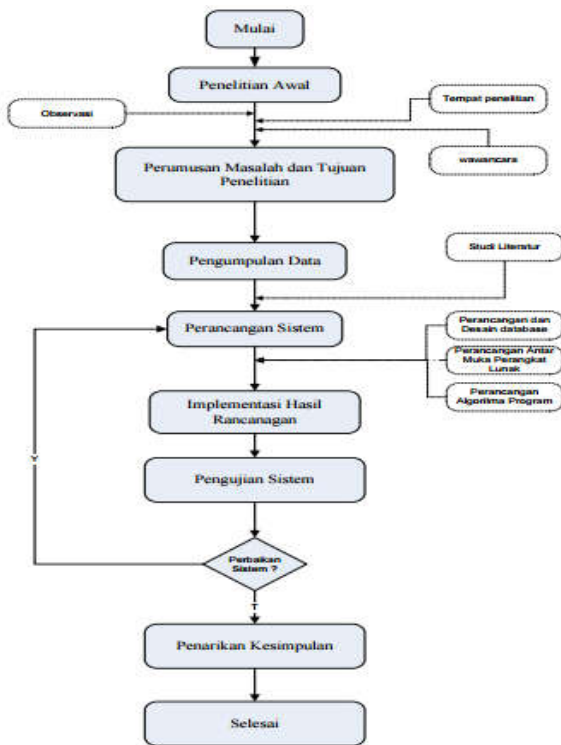 Mulai
Penelitian Awal
Observasi
Tempat penelitian
wawancara
Perumusan Masalah dan Tujuan
Penelitian
Pengumpulan Data
Studi Literatur
Perancangan Sistem
Perancangan dan
Desain database
Perancangan Antar
Muka Perangkat
Lunak
Perancangan
Algoritma Program
Implementasi Hasil
Rancanagan
Pengujian Sistem
Y
Perbaikan
Sistem ?
T
Penarikan Kesimpulan
Selesai